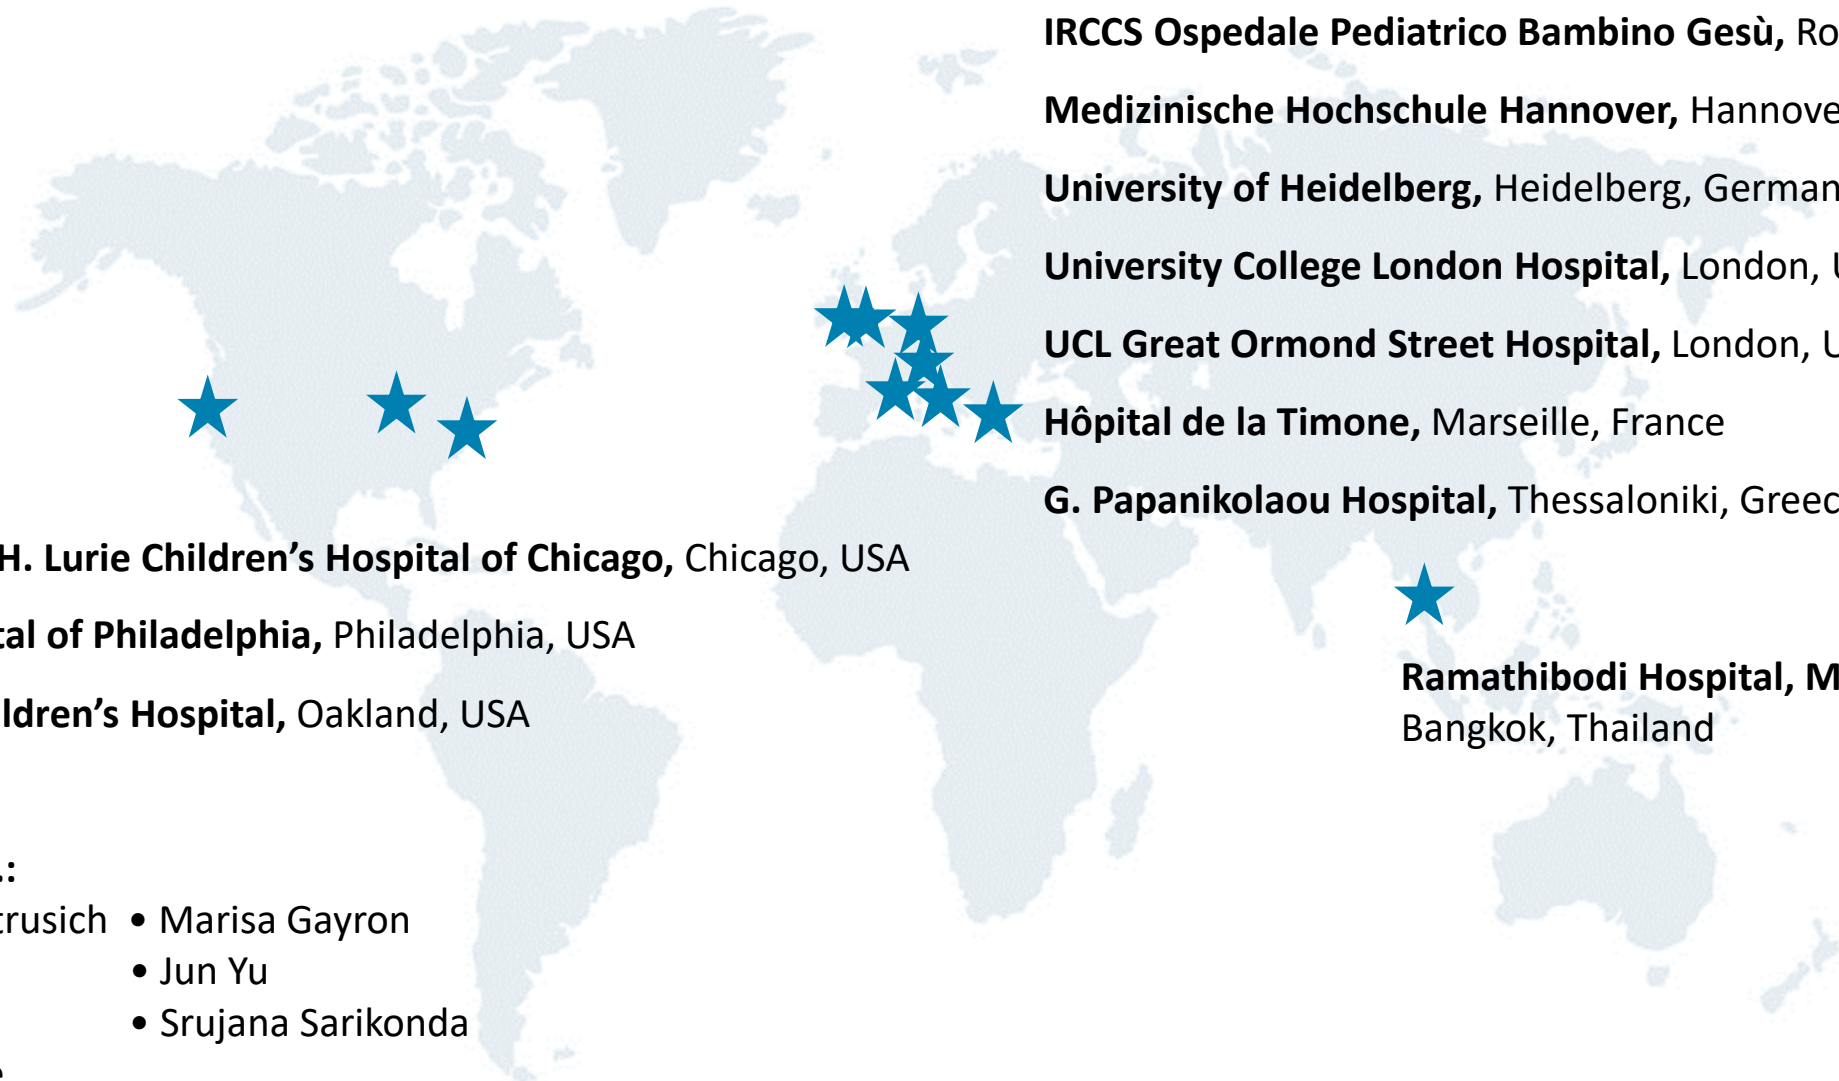 IRCCS Ospedale Pediatrico Bambino Gesù, Ro
Medizinische Hochschule Hannover, Hannove
University of Heidelberg, Heidelberg, German
University College London Hospital, London, U
UCL Great Ormond Street Hospital, London, U
Hôpital de la Timone, Marseille, France
G. Papanikolaou Hospital, Thessaloniki, Greec
H. Lurie Children’s Hospital of Chicago, Chicago, USA
tal of Philadelphia, Philadelphia, USA
ldren’s Hospital, Oakland, USA
Ramathibodi Hospital, M
Bangkok, Thailand
.:
trusich • Marisa Gayron
• Jun Yu
• Srujana Sarikonda